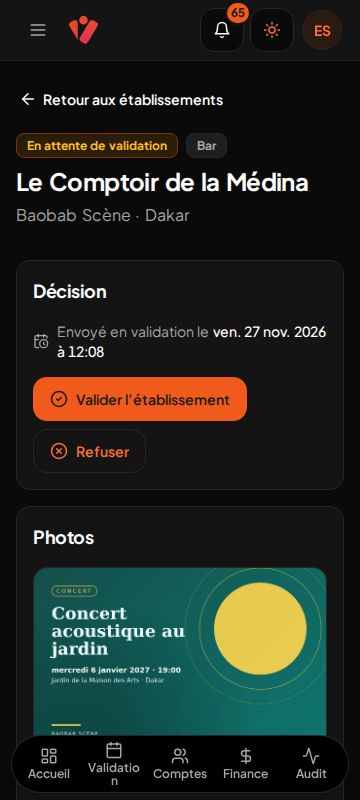 65
ES
Retour aux établissements
En attente de validation
Bar
Le Comptoir de la Médina
Baobab Scène · Dakar
Décision
Envoyé en validation le ven. 27 nov. 2026
à 12:08
Valider l'établissement
Refuser
Photos
CONCERT
Concert
acoustique au
jardin
mercredi 6 janvier 2027 · 19:00
Jardin de la Maison des Arts · Dakar
BAOBAB SCÈNE
Accueil
Validatio
n
Comptes
Finance
Audit